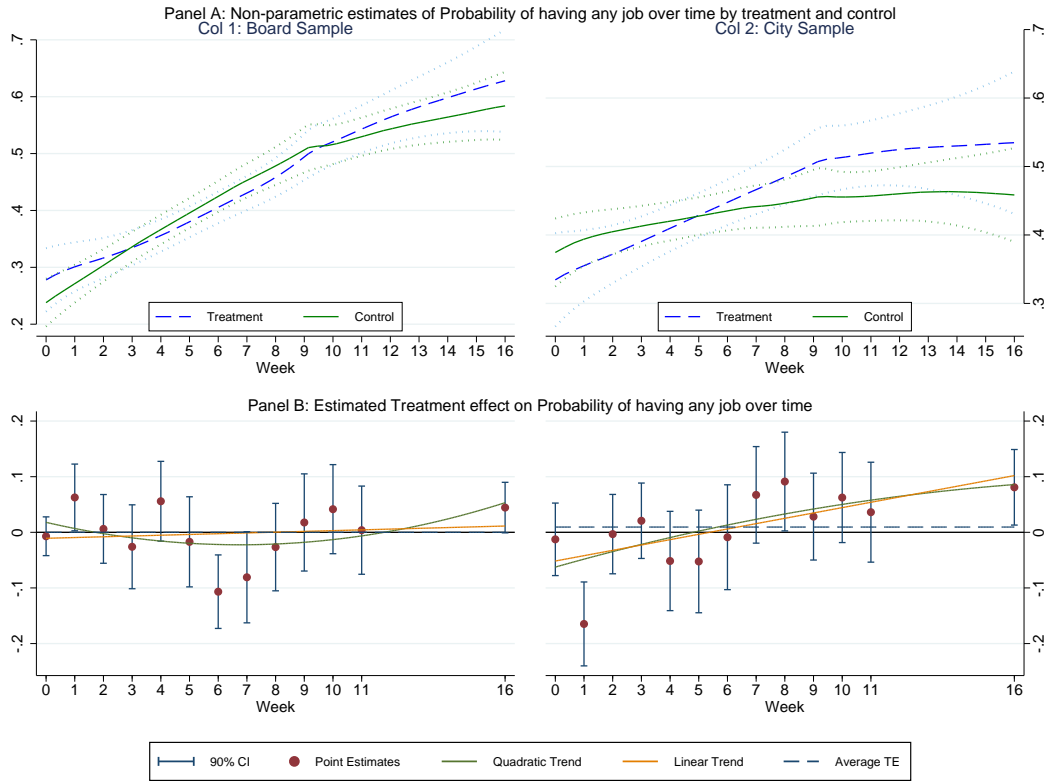 Panel A: Non-parametric estimates of Probability of having any job over time by treatment and control
Col 1: Board Sample
Col 2: City Sample
.7
.6
.5
.4
.3
.2
Treatment
Control
0 1 2 3 4 5 6 7 8 9 10 11 12 13 14 15 16
Week
.7
.6
.5
.4
.3
Treatment
Control
0 1 2 3 4 5 6 7 8 9 10 11 12 13 14 15 16
Week
Panel B: Estimated Treatment effect on Probability of having any job over time
.2
.1
0
-.1
-.2
0 1 2 3 4 5 6 7 8 9 10 11 16
Week
.2
.1
0
-.1
-.2
0 1 2 3 4 5 6 7 8 9 10 11 16
Week
90% CI Point Estimates Quadratic Trend Linear Trend Average TE